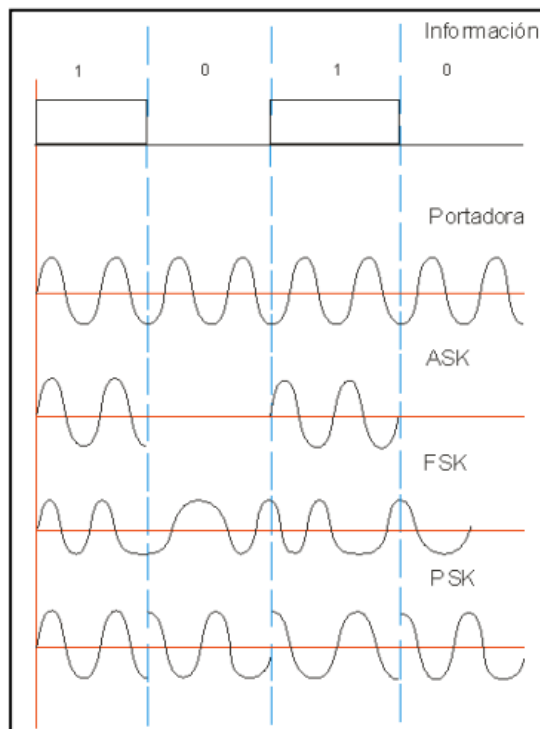 Información
1 0 1 0
Portadora
ASK
FSK
PSK